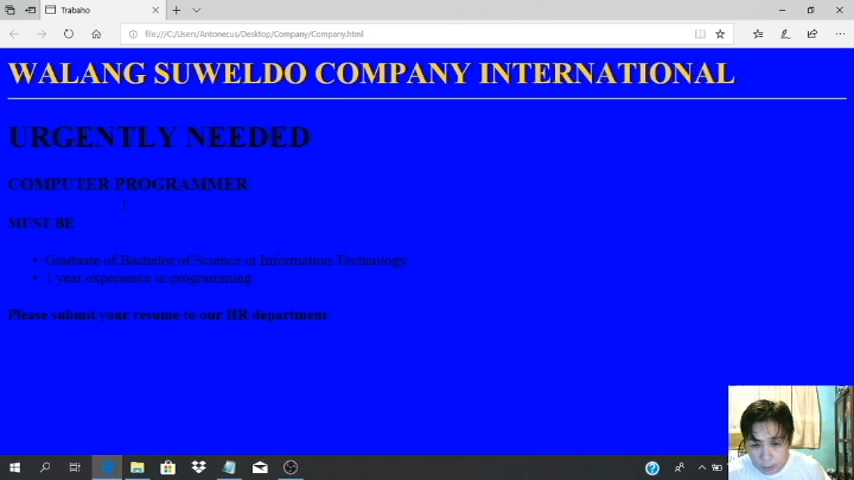 Trabaho
file:///C:/Users/Antonecus/Desktop/Company/Company.html
WALANG SUWELDO COMPANY INTERNATIONAL
URGENTLY NEEDED
COMPUTER PROGRAMMER
MUST BE
Graduate of Bachelor of Science in Information Technology
1 year experience in programming
Please submit your resume to our HR department